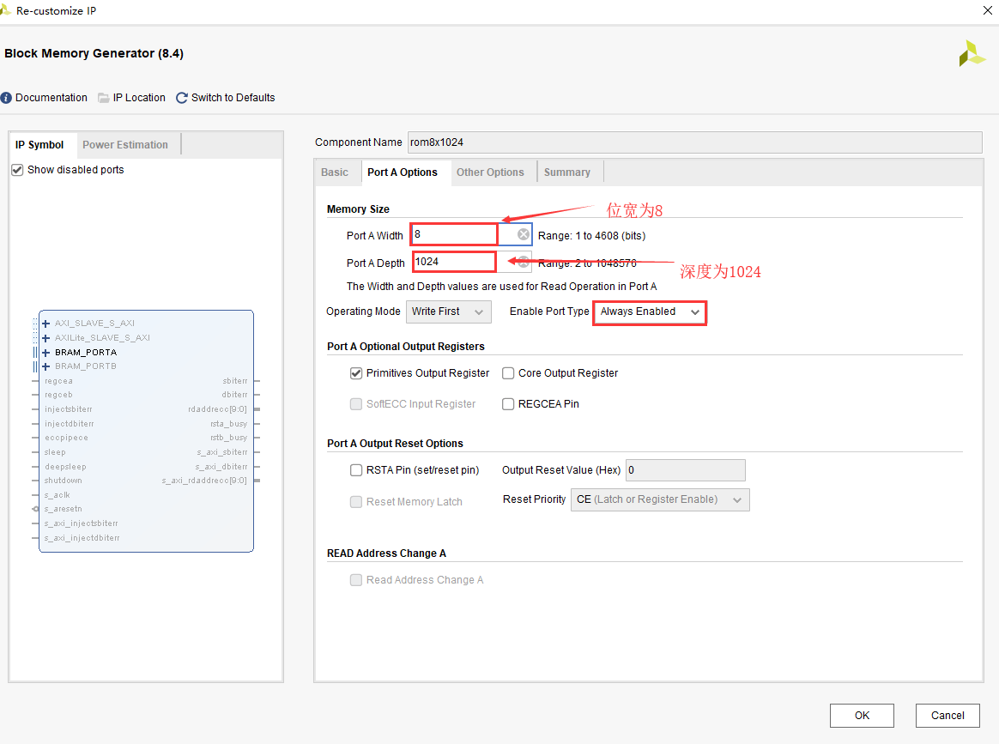 Re-customize IP
Block Memory Generator (8.4)
Documentation IP Location Switch to Defaults
IP Symbol Power Estimation
Show disabled ports
AXI_SLAVE_S_AXI
AXILite_SLAVE_S_AXI
BRAM_PORTA
BRAM_PORTB
regcea sbiterr
regceb dbiterr
injectsbiterr rdaddrecc[9:0]
injectdbiterr rsta_busy
eccpipece rstb_busy
sleep s_axi_sbiterr
deepsleep s_axi_dbiterr
shutdown s_axi_rdaddrecc[9:0]
s_aclk
s_aresetn
s_axi_injectsbiterr
s_axi_injectdbiterr
Component Name rom8x1024
Basic Port A Options Other Options Summary
Memory Size
位宽为8
Port A Width 8 Range: 1 to 4608 (bits)
Port A Depth 1024 Range: 2 to 1048576
深度为1024
The Width and Depth values are used for Read Operation in Port A
Operating Mode Write First Enable Port Type Always Enabled
Port A Optional Output Registers
Primitives Output Register Core Output Register
SoftECC Input Register REGCEA Pin
Port A Output Reset Options
RSTA Pin (set/reset pin) Output Reset Value (Hex) 0
Reset Memory Latch Reset Priority CE (Latch or Register Enable)
READ Address Change A
Read Address Change A
OK Cancel